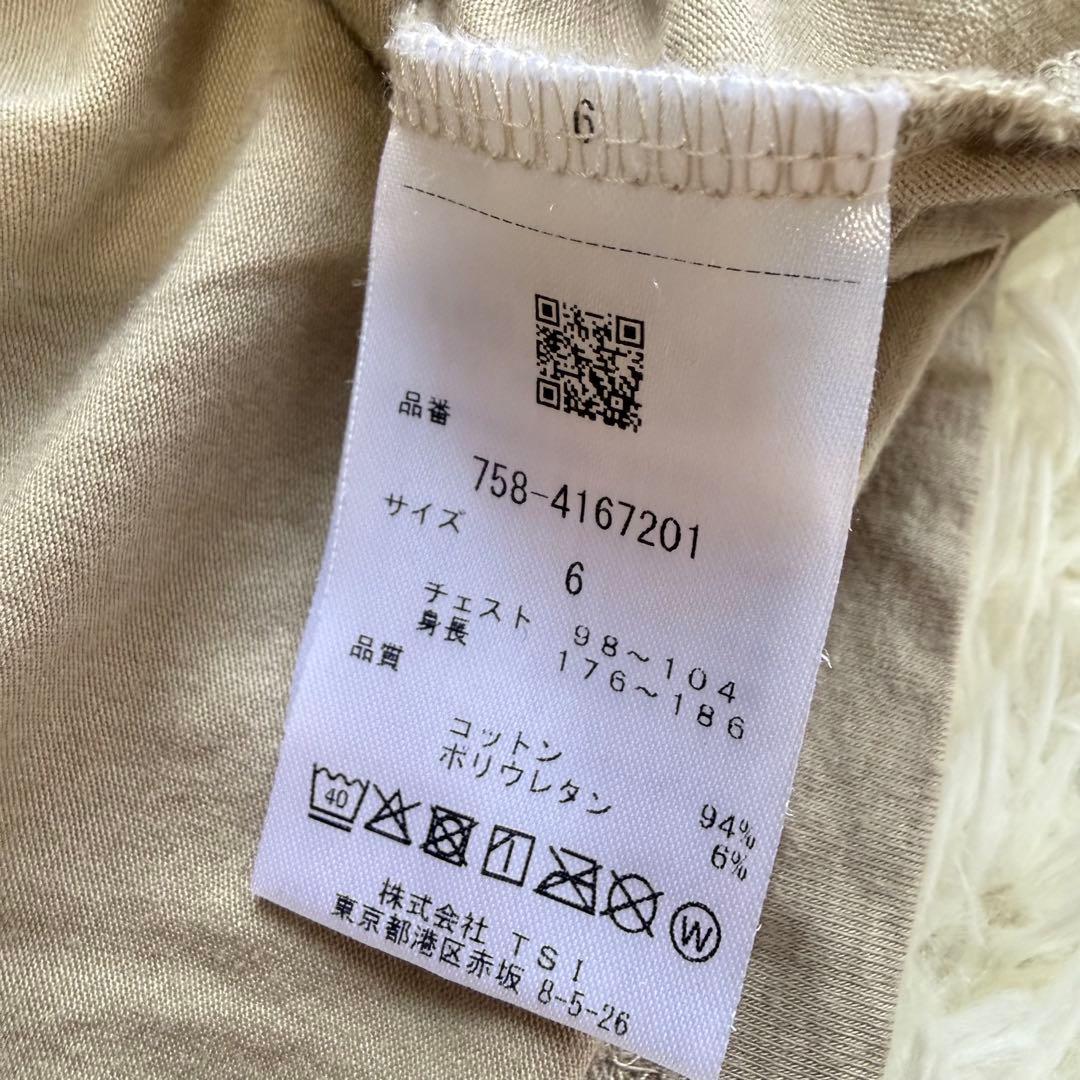 6
品番
758-4167201
サイズ
6
チェスト 98～104
身長 176～186
品質
コットン 94%
ポリウレタン 6%
40
W
株式会社 TSI
東京都港区赤坂 8-5-26